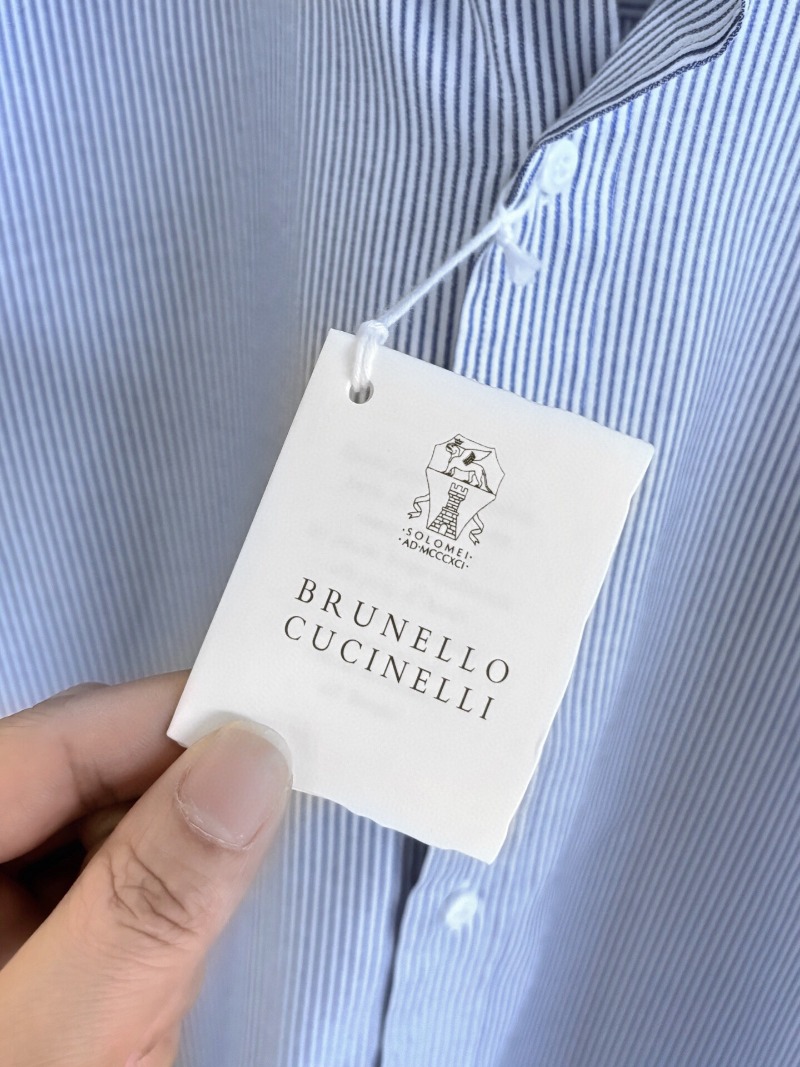 ·SOLOMEI·
·AD·MCCCXCI·
BRUNELLO
CUCINELLI